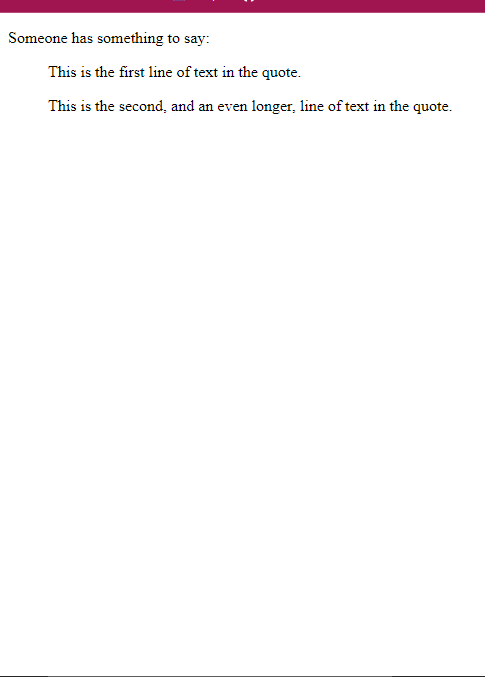 Someone has something to say:
This is the first line of text in the quote.
This is the second, and an even longer, line of text in the quote.